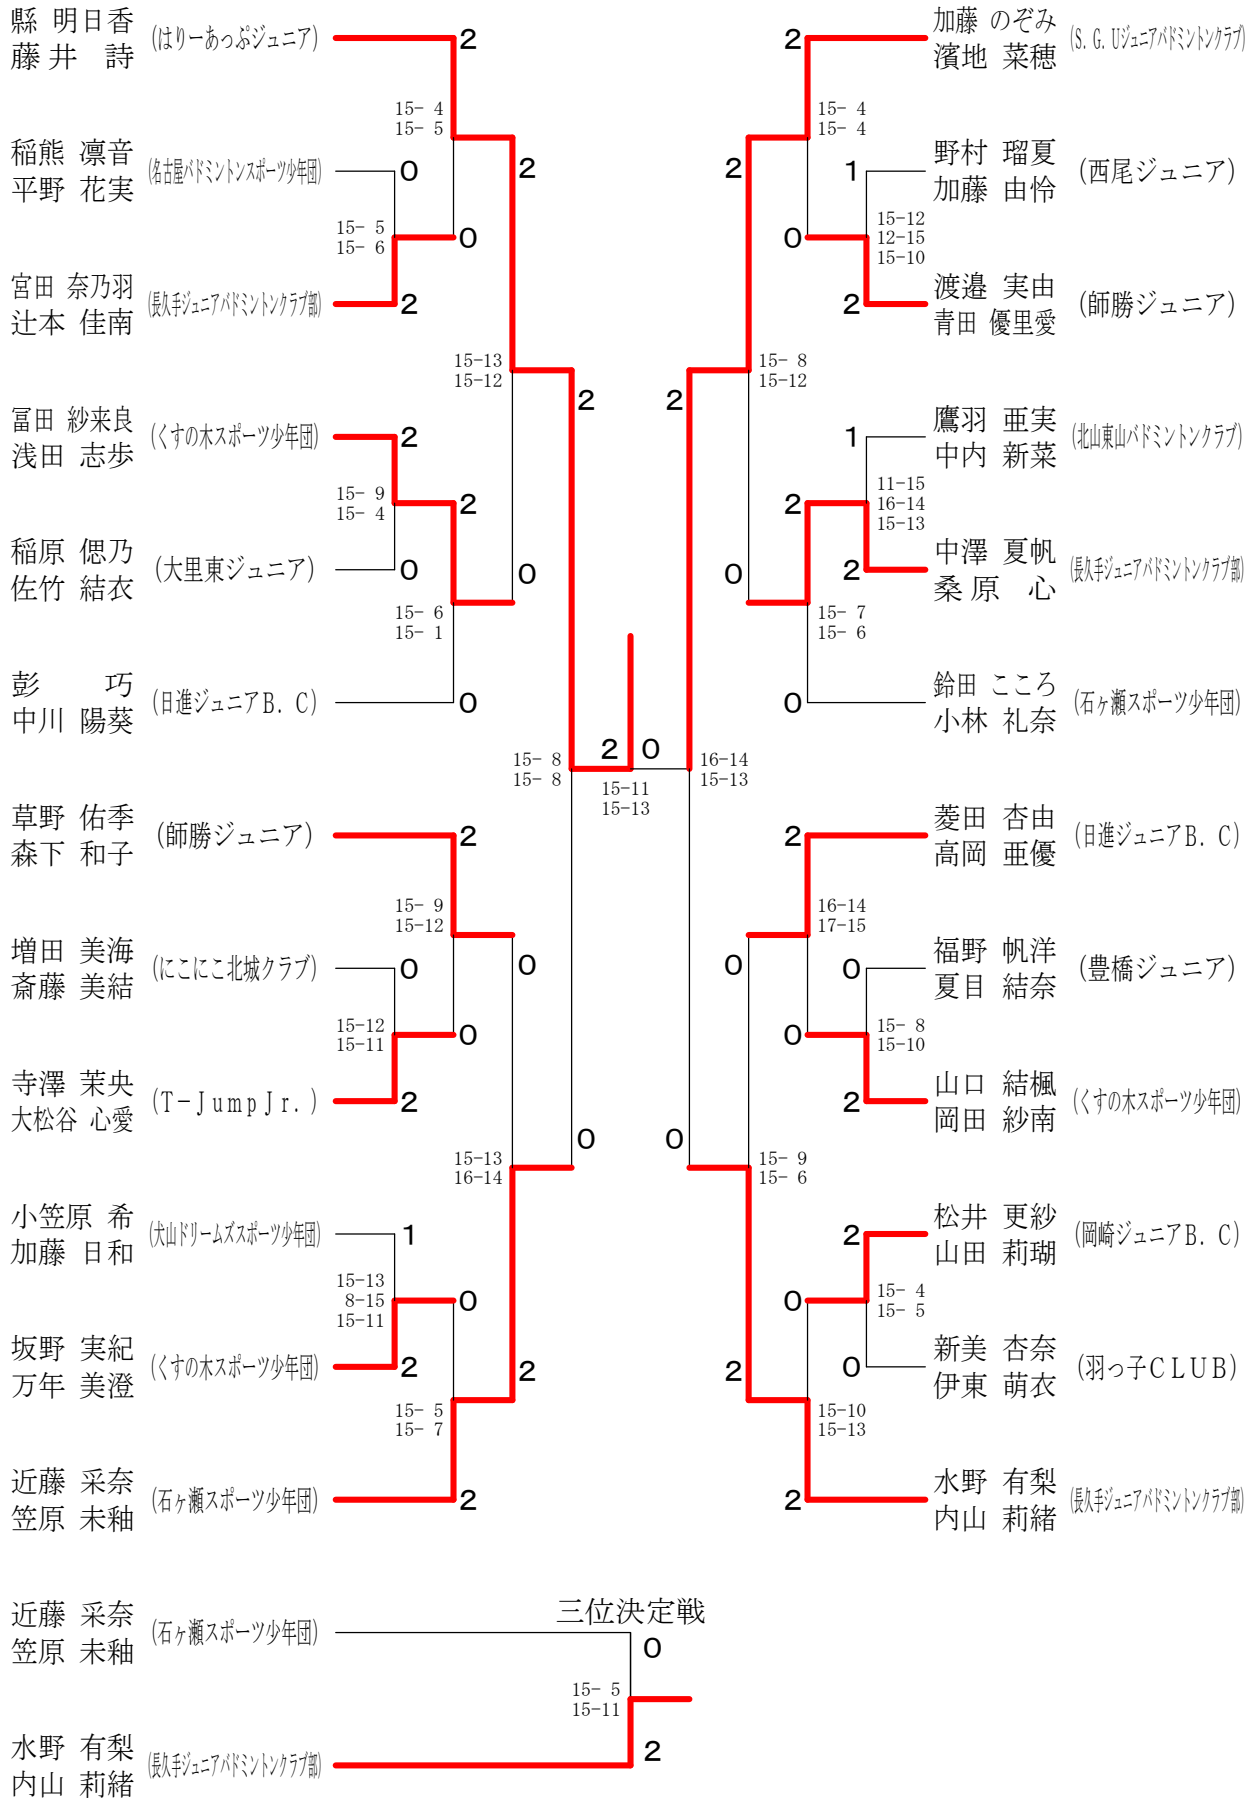 縣 明日香
藤井 詩
(はりーあっぷジュニア)
2
15- 4
15- 5
稲熊 凛音
平野 花実
(名古屋バドミントンスポーツ少年団)
0
2
15- 5
15- 6
0
宮田 奈乃羽
辻本 佳南
(長久手ジュニアバドミントンクラブ部)
2
15-13
15-12
2
冨田 紗来良
浅田 志歩
(くすの木スポーツ少年団)
2
15- 9
15- 4
2
稲原 偲乃
佐竹 結衣
(大里東ジュニア)
0
0
15- 6
15- 1
彭 巧
中川 陽葵
(日進ジュニアB.C)
0
15- 8
15- 8
2
0
15-11
15-13
草野 佑季
森下 和子
(師勝ジュニア)
2
15- 9
15-12
増田 美海
斎藤 美結
(にこにこ北城クラブ)
0
0
15-12
15-11
0
寺澤 茉央
大松谷 心愛
(T-JumpJr.)
2
15-13
16-14
0
小笠原 希
加藤 日和
(犬山ドリームズスポーツ少年団)
1
15-13
8-15
15-11
0
坂野 実紀
万年 美澄
(くすの木スポーツ少年団)
2
2
15- 5
15- 7
近藤 采奈
笠原 未釉
(石ヶ瀬スポーツ少年団)
2
加藤 のぞみ
濱地 菜穂
(S.G.Uジュニアバドミントンクラブ)
2
15- 4
15- 4
野村 瑠夏
加藤 由怜
(西尾ジュニア)
1
2
15-12
12-15
15-10
0
渡邉 実由
青田 優里愛
(師勝ジュニア)
2
15- 8
15-12
2
鷹羽 亜実
中内 新菜
(北山東山バドミントンクラブ)
1
11-15
16-14
15-13
2
中澤 夏帆
桑原 心
(長久手ジュニアバドミントンクラブ部)
2
0
15- 7
15- 6
鈴田 こころ
小林 礼奈
(石ヶ瀬スポーツ少年団)
0
16-14
15-13
菱田 杏由
高岡 亜優
(日進ジュニアB.C)
2
16-14
17-15
福野 帆洋
夏目 結奈
(豊橋ジュニア)
0
0
15- 8
15-10
0
山口 結楓
岡田 紗南
(くすの木スポーツ少年団)
2
15- 9
15- 6
0
松井 更紗
山田 莉瑚
(岡崎ジュニアB.C)
2
15- 4
15- 5
0
新美 杏奈
伊東 萌衣
(羽っ子CLUB)
0
2
15-10
15-13
水野 有梨
内山 莉緒
(長久手ジュニアバドミントンクラブ部)
2
三位決定戦
近藤 采奈
笠原 未釉
(石ヶ瀬スポーツ少年団)
0
15- 5
15-11
水野 有梨
内山 莉緒
(長久手ジュニアバドミントンクラブ部)
2